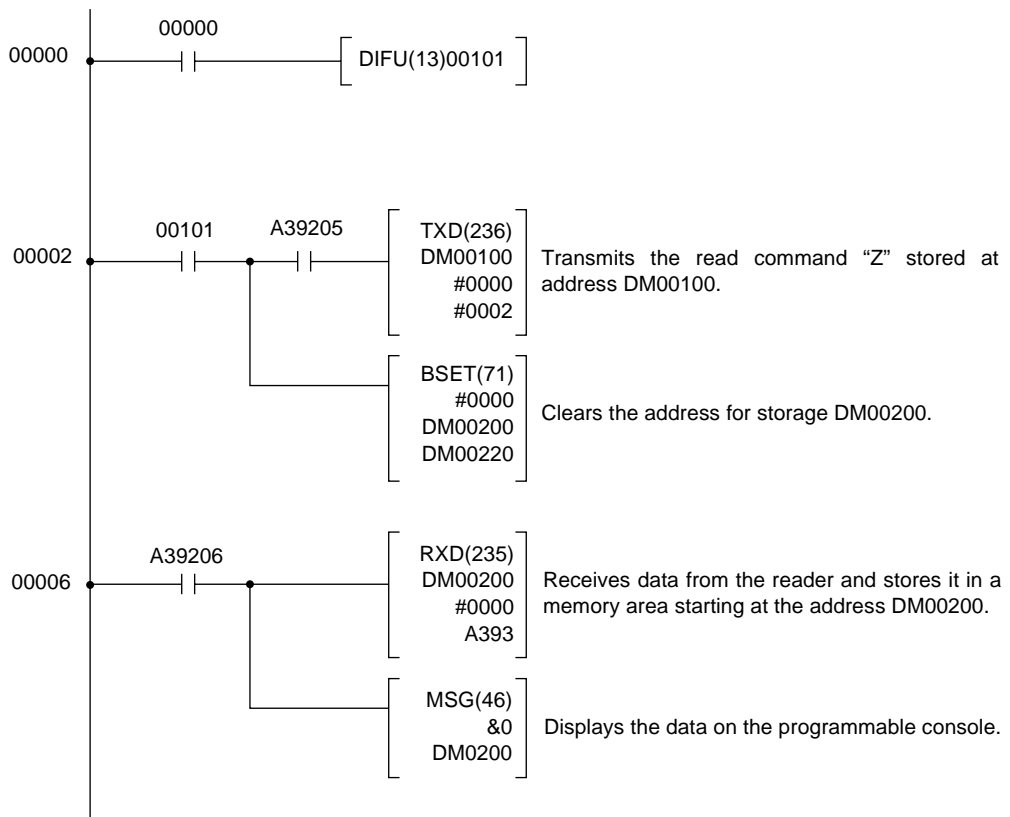 00000
00000
DIFU(13)00101
00101
A39205
00002
TXD(236)
DM00100
#0000
#0002
Transmits the read command “Z” stored at
address DM00100.
BSET(71)
#0000
DM00200
DM00220
Clears the address for storage DM00200.
A39206
00006
RXD(235)
DM00200
#0000
A393
Receives data from the reader and stores it in a
memory area starting at the address DM00200.
MSG(46)
&0
DM0200
Displays the data on the programmable console.